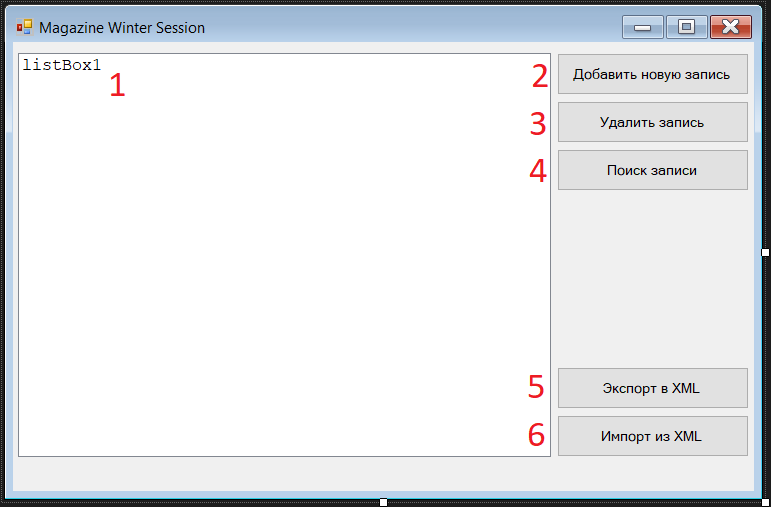 Magazine Winter Session
listBox1
1
2 Добавить новую запись
3 Удалить запись
4 Поиск записи
5 Экспорт в XML
6 Импорт из XML